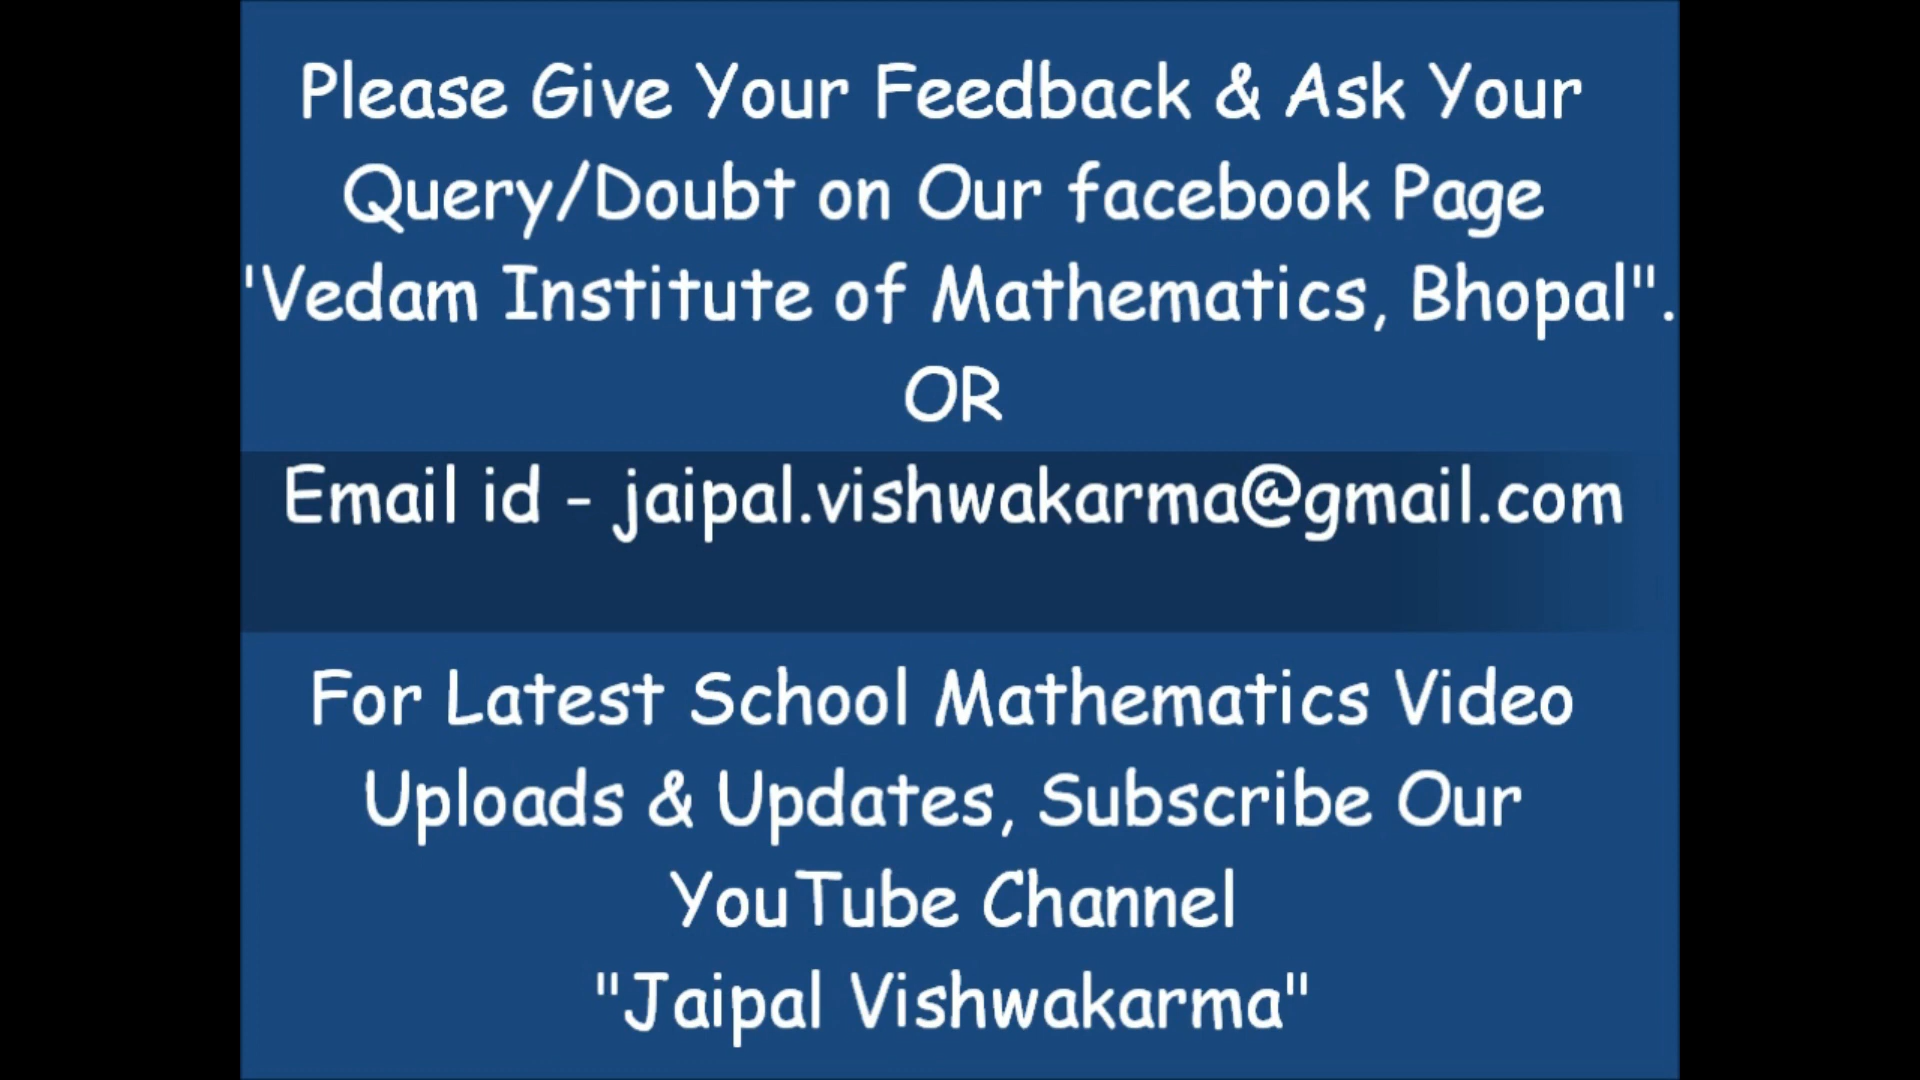 Please Give Your Feedback & Ask Your
Query/Doubt on Our facebook Page
'Vedam Institute of Mathematics, Bhopal".
OR
Email id - jaipal.vishwakarma@gmail.com
For Latest School Mathematics Video
Uploads & Updates, Subscribe Our
YouTube Channel
"Jaipal Vishwakarma"